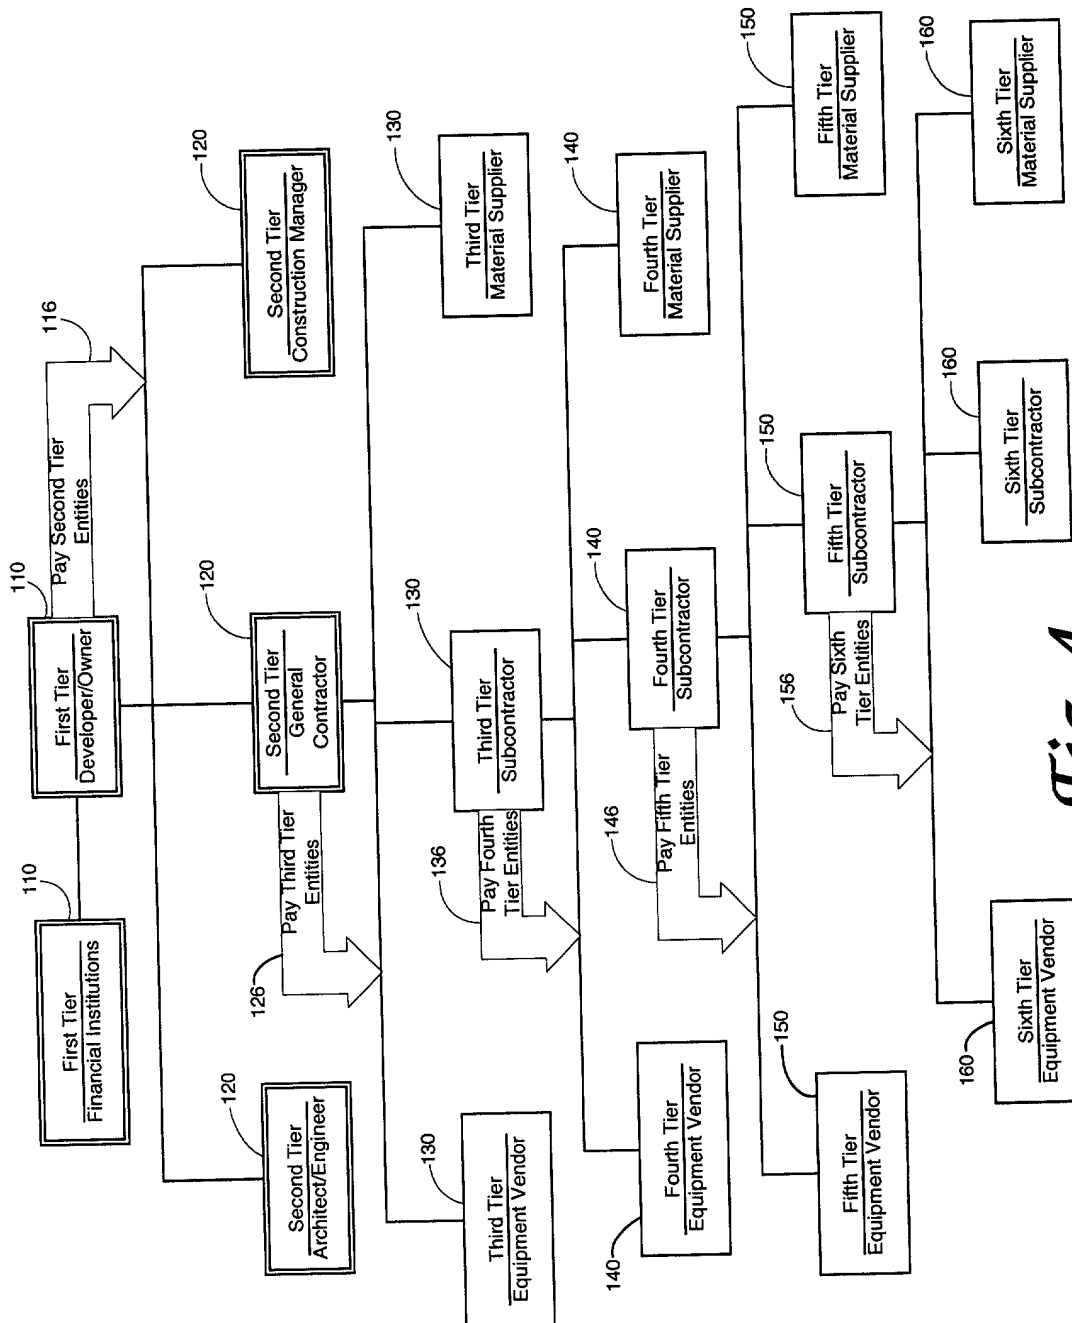 110
First Tier
Financial Institutions
110
First Tier
Developer/Owner
Pay Second Tier
Entities
116
120
Second Tier
Architect/Engineer
120
Second Tier
General
Contractor
120
Second Tier
Construction Manager
Pay Third Tier
Entities
126
130
Third Tier
Equipment Vendor
130
Third Tier
Subcontractor
130
Third Tier
Material Supplier
Pay Fourth
Tier Entities
136
140
Fourth Tier
Equipment Vendor
140
Fourth Tier
Subcontractor
140
Fourth Tier
Material Supplier
Pay Fifth Tier
Entities
146
150
Fifth Tier
Equipment Vendor
150
Fifth Tier
Subcontractor
150
Fifth Tier
Material Supplier
Pay Sixth
Tier Entities
156
160
Sixth Tier
Equipment Vendor
160
Sixth Tier
Subcontractor
160
Sixth Tier
Material Supplier